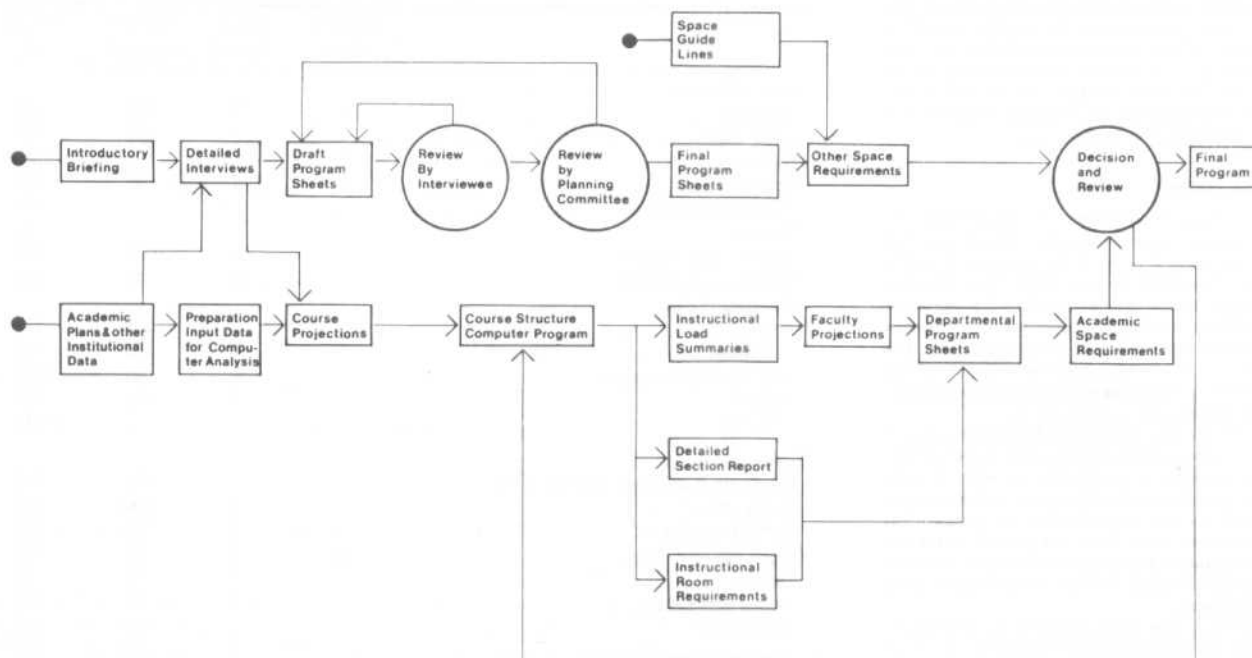 Space
Guide
Lines
Introductory
Briefing
Detailed
Interviews
Draft
Program
Sheets
Review
By
Interviewee
Review
by
Planning
Committee
Final
Program
Sheets
Other Space
Requirements
Decision
and
Review
Final
Program
Academic
Plans & other
Institutional
Data
Preparation
Input Data
for Compu-
ter Analysis
Course
Projections
Course Structure
Computer Program
Instructional
Load
Summaries
Faculty
Projections
Departmental
Program
Sheets
Academic
Space
Requirements
Detailed
Section Report
Instructional
Room
Requirements